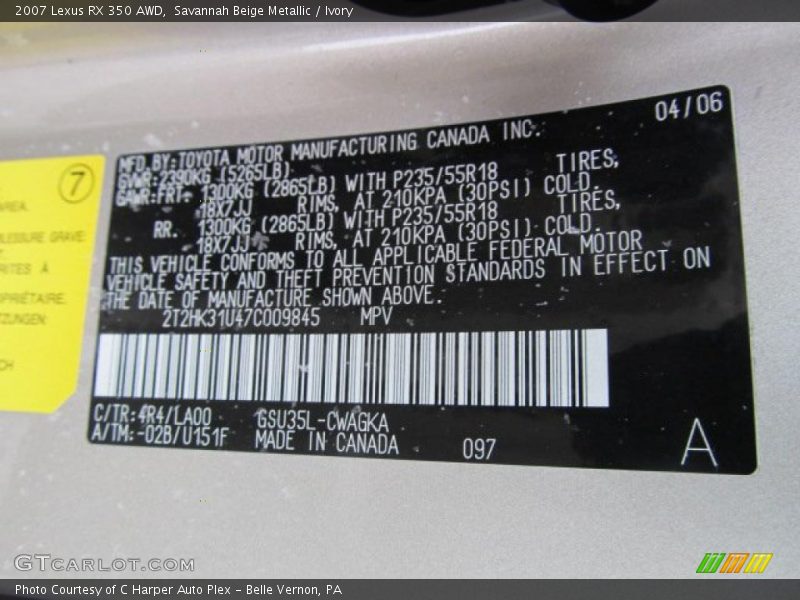 2007 Lexus RX 350 AWD, Savannah Beige Metallic / Ivory
04/06
MFD BY: TOYOTA MOTOR MANUFACTURING CANADA INC.
GVWR: 2390KG (5265LB)
GAWR: FRT. 1300KG (2865LB) WITH P235/55R18 TIRES,
18X7JJ RIMS, AT 210KPA (30PSI) COLD.
RR. 1300KG (2865LB) WITH P235/55R18 TIRES,
18X7JJ RIMS, AT 210KPA (30PSI) COLD.
THIS VEHICLE CONFORMS TO ALL APPLICABLE FEDERAL MOTOR
VEHICLE SAFETY AND THEFT PREVENTION STANDARDS IN EFFECT ON
THE DATE OF MANUFACTURE SHOWN ABOVE.
2T2HK31U47C009845 MPV
C/TR: 4R4/LA00 GSU35L-CWAGKA
A/TM: -02B/U151F MADE IN CANADA 097
A
7
AREA.
GRAVE
À
GTCarLot.com
Photo Courtesy of C Harper Auto Plex - Belle Vernon, PA